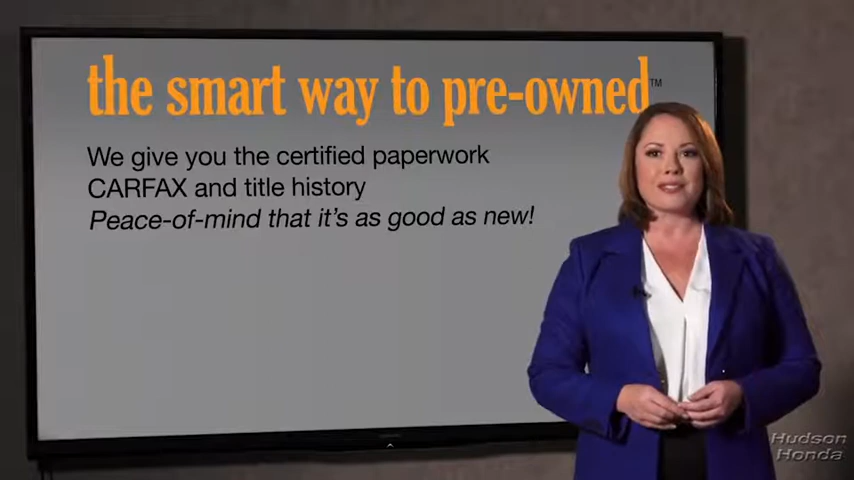 the smart way to pre-owned™
We give you the certified paperwork
CARFAX and title history
Peace-of-mind that it's as good as new!
Hudson
Honda